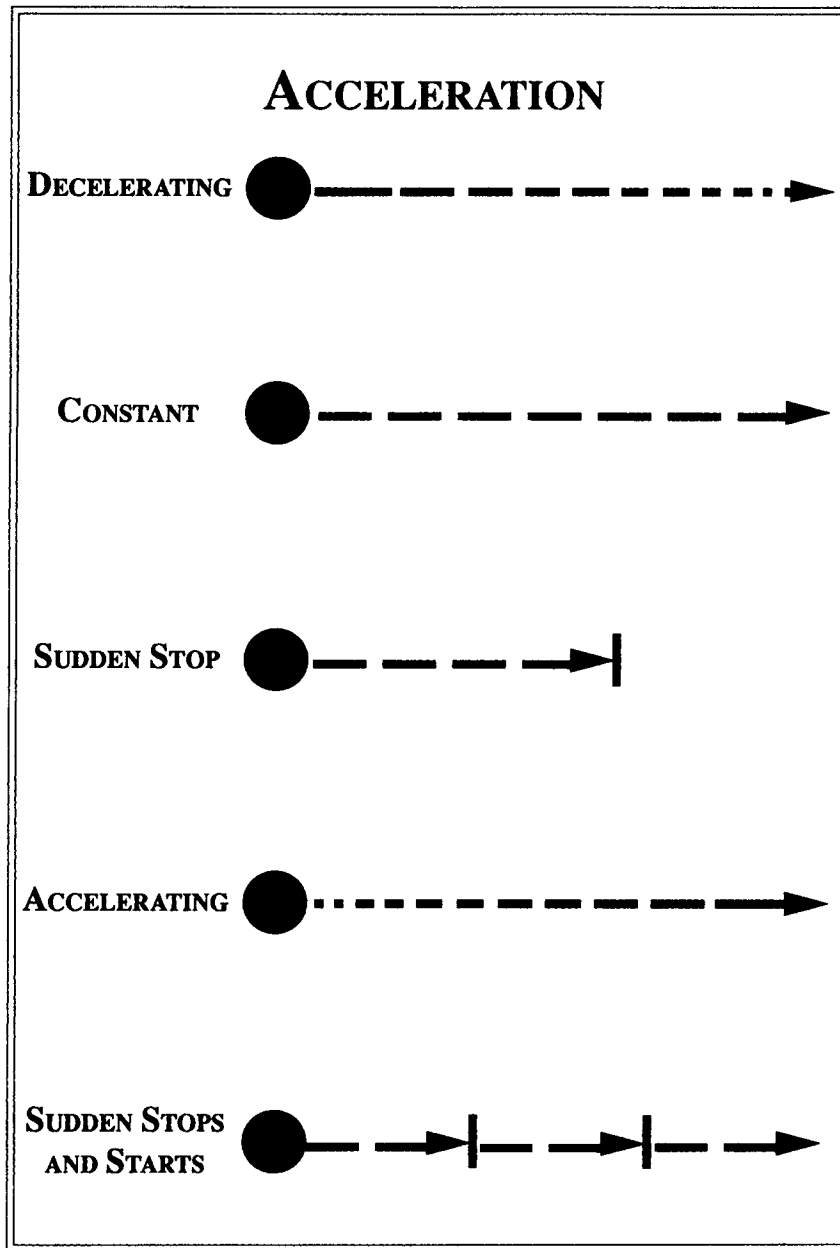 ACCELERATION
DECELERATING
CONSTANT
SUDDEN STOP
ACCELERATING
SUDDEN STOPS
AND STARTS